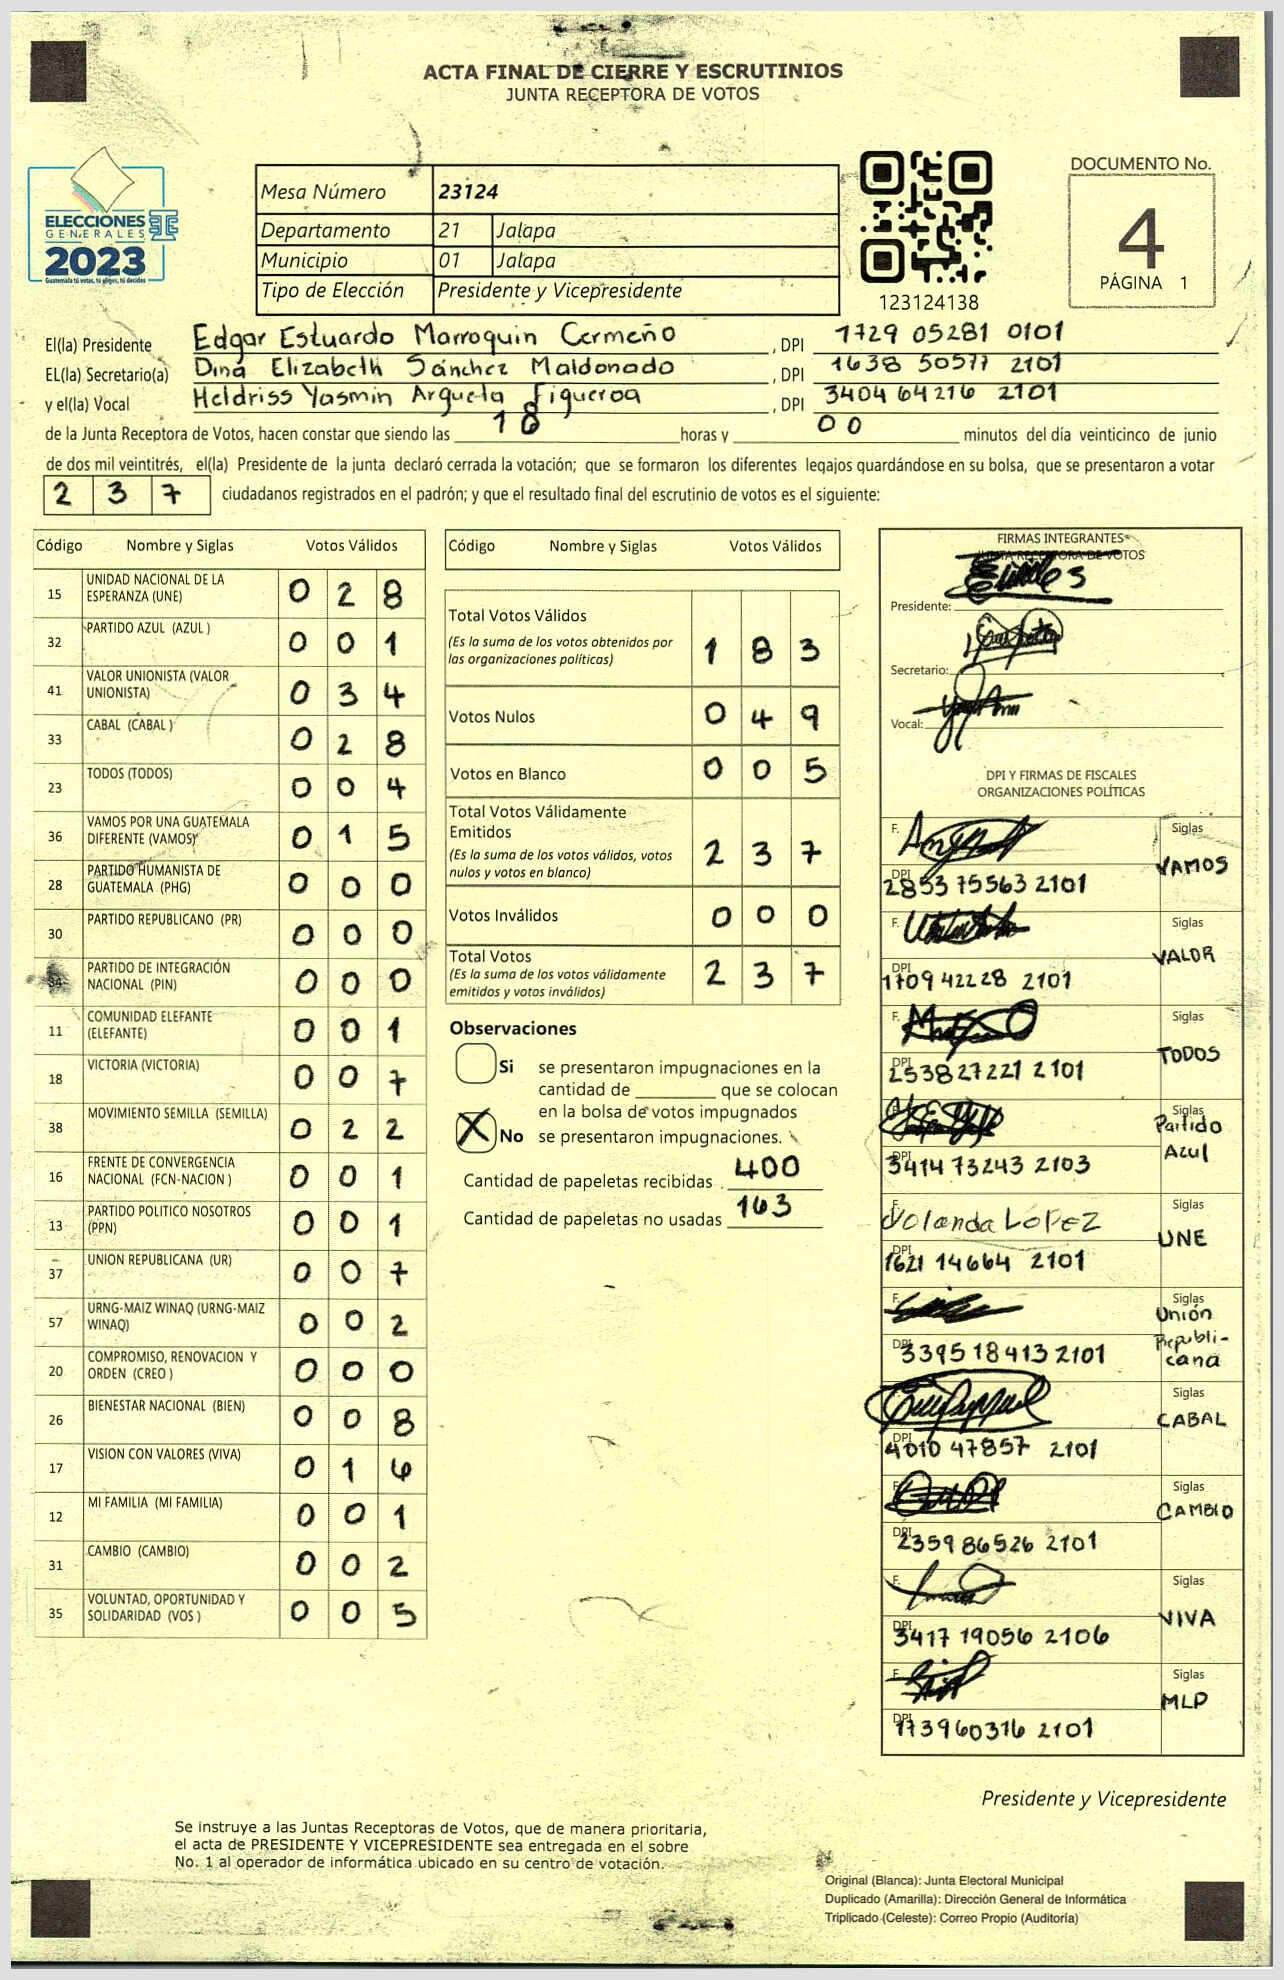 ACTA FINAL DE CIERRE Y ESCRUTINIOS
JUNTA RECEPTORA DE VOTOS
ELECCIONES
GENERALES
2023
Guatemala tú votas, tú eliges, tú decides
Mesa Número 23124
Departamento 21 Jalapa
Municipio 01 Jalapa
Tipo de Elección Presidente y Vicepresidente
123124138
DOCUMENTO No.
4
PÁGINA 1
El(la) Presidente Edgar Estuardo Marroquin Cermeño , DPI 1729 05281 0101
EL(la) Secretario(a) Dina Elizabeth Sánchez Maldonado , DPI 1638 50577 2101
y el(la) Vocal Heldriss Yasmin Argueta Figueroa , DPI 3404 64216 2101
de la Junta Receptora de Votos, hacen constar que siendo las 18 horas y 00 minutos del día veinticinco de junio
de dos mil veintitrés, el(la) Presidente de la junta declaró cerrada la votación; que se formaron los diferentes legajos guardándose en su bolsa, que se presentaron a votar
2 3 7 ciudadanos registrados en el padrón; y que el resultado final del escrutinio de votos es el siguiente:
Código Nombre y Siglas Votos Válidos
15 UNIDAD NACIONAL DE LA ESPERANZA (UNE) 0 2 8
32 PARTIDO AZUL (AZUL ) 0 0 1
41 VALOR UNIONISTA (VALOR UNIONISTA) 0 3 4
33 CABAL (CABAL ) 0 2 8
23 TODOS (TODOS) 0 0 4
36 VAMOS POR UNA GUATEMALA DIFERENTE (VAMOS) 0 1 5
28 PARTIDO HUMANISTA DE GUATEMALA (PHG) 0 0 0
30 PARTIDO REPUBLICANO (PR) 0 0 0
34 PARTIDO DE INTEGRACIÓN NACIONAL (PIN) 0 0 0
11 COMUNIDAD ELEFANTE (ELEFANTE) 0 0 1
18 VICTORIA (VICTORIA) 0 0 7
38 MOVIMIENTO SEMILLA (SEMILLA) 0 2 2
16 FRENTE DE CONVERGENCIA NACIONAL (FCN-NACION ) 0 0 1
13 PARTIDO POLITICO NOSOTROS (PPN) 0 0 1
37 UNION REPUBLICANA (UR) 0 0 7
57 URNG-MAIZ WINAQ (URNG-MAIZ WINAQ) 0 0 2
20 COMPROMISO, RENOVACION Y ORDEN (CREO ) 0 0 0
26 BIENESTAR NACIONAL (BIEN) 0 0 8
17 VISION CON VALORES (VIVA) 0 1 6
12 MI FAMILIA (MI FAMILIA) 0 0 1
31 CAMBIO (CAMBIO) 0 0 2
35 VOLUNTAD, OPORTUNIDAD Y SOLIDARIDAD (VOS ) 0 0 5
Código Nombre y Siglas Votos Válidos
Total Votos Válidos
(Es la suma de los votos obtenidos por
las organizaciones políticas) 1 8 3
Votos Nulos 0 4 9
Votos en Blanco 0 0 5
Total Votos Válidamente
Emitidos
(Es la suma de los votos válidos, votos
nulos y votos en blanco) 2 3 7
Votos Inválidos 0 0 0
Total Votos
(Es la suma de los votos válidamente
emitidos y votos inválidos) 2 3 7
Observaciones
Si se presentaron impugnaciones en la
cantidad de ________ que se colocan
en la bolsa de votos impugnados
X No se presentaron impugnaciones.
Cantidad de papeletas recibidas 400
Cantidad de papeletas no usadas 163
FIRMAS INTEGRANTES
JUNTA RECEPTORA DE VOTOS
Presidente:
Secretario:
Vocal:
DPI Y FIRMAS DE FISCALES
ORGANIZACIONES POLÍTICAS
F. Siglas
VAMOS
DPI 2853 75563 2101
F. Siglas
VALOR
DPI 1709 42228 2101
F. Siglas
TODOS
DPI 2538 27221 2101
F. Siglas
Partido
Azul
DPI 3414 73243 2103
F. Yolanda LóPEZ Siglas
UNE
DPI 1621 14664 2101
F. Siglas
Unión
Republi-
cana
DPI 3395 18413 2101
F. Siglas
CABAL
DPI 4010 47857 2101
F. Siglas
CAMBIO
DPI 2359 86526 2101
F. Siglas
VIVA
DPI 3417 19056 2106
F. Siglas
MLP
DPI 1739 60316 2101
Presidente y Vicepresidente
Se instruye a las Juntas Receptoras de Votos, que de manera prioritaria,
el acta de PRESIDENTE Y VICEPRESIDENTE sea entregada en el sobre
No. 1 al operador de informática ubicado en su centro de votación.
Original (Blanca): Junta Electoral Municipal
Duplicado (Amarilla): Dirección General de Informática
Triplicado (Celeste): Correo Propio (Auditoría)